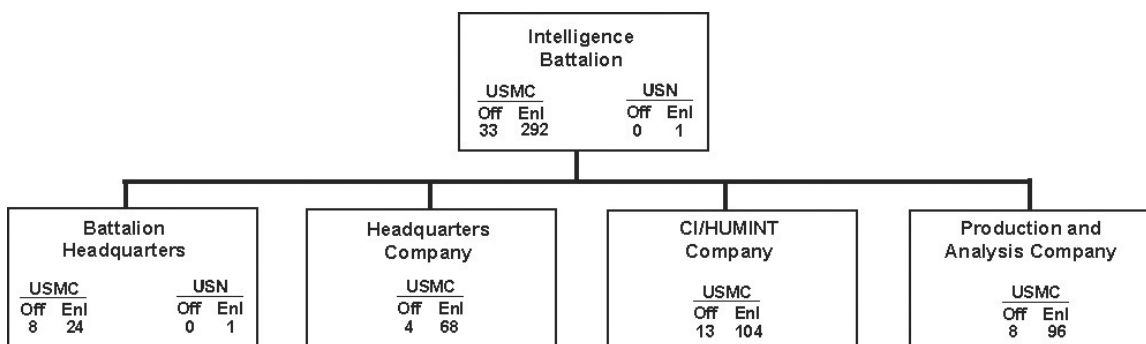 Intelligence
Battalion
USMC USN
Off Enl Off Enl
33 292 0 1
Battalion
Headquarters
USMC USN
Off Enl Off Enl
8 24 0 1
Headquarters
Company
USMC
Off Enl
4 68
CI/HUMINT
Company
USMC
Off Enl
13 104
Production and
Analysis Company
USMC
Off Enl
8 96